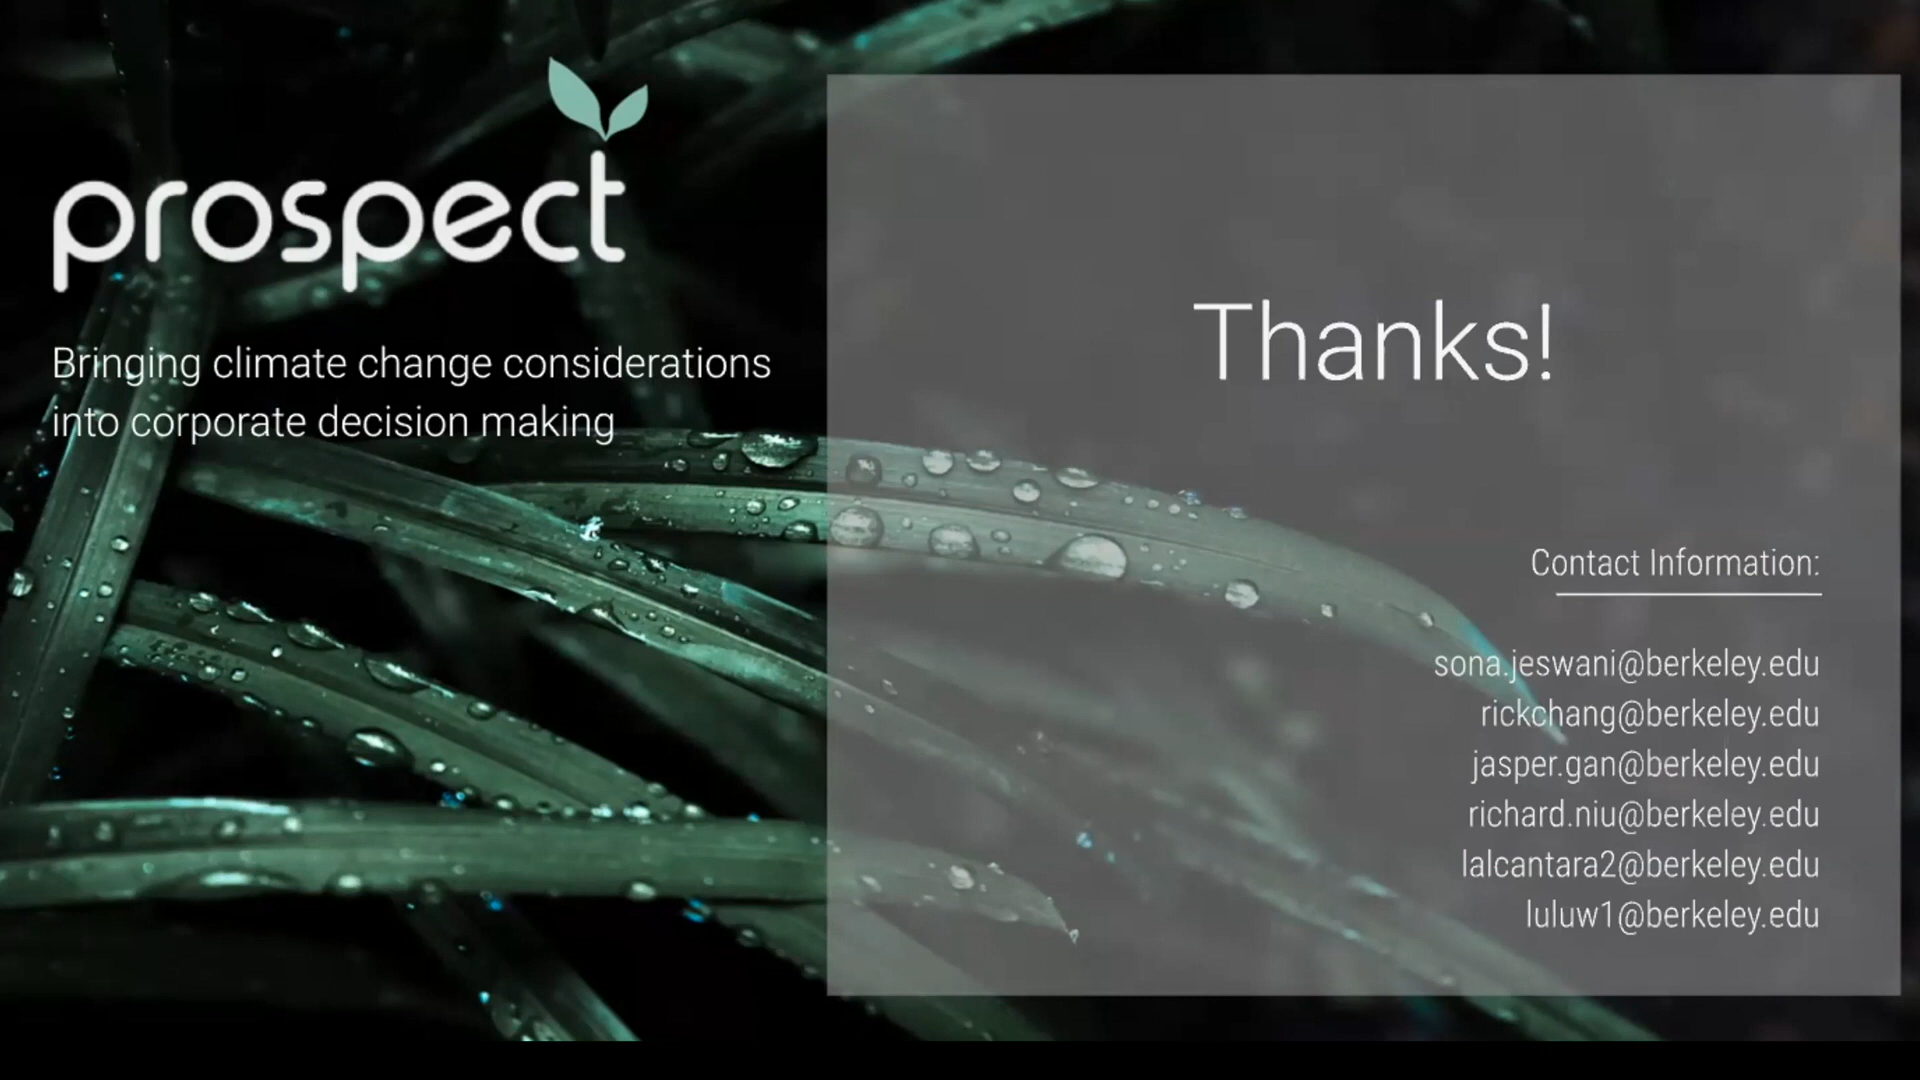 prospect
Bringing climate change considerations
into corporate decision making
Thanks!
Contact Information:
sona.jeswani@berkeley.edu
rickchang@berkeley.edu
jasper.gan@berkeley.edu
richard.niu@berkeley.edu
lalcantara2@berkeley.edu
luluw1@berkeley.edu